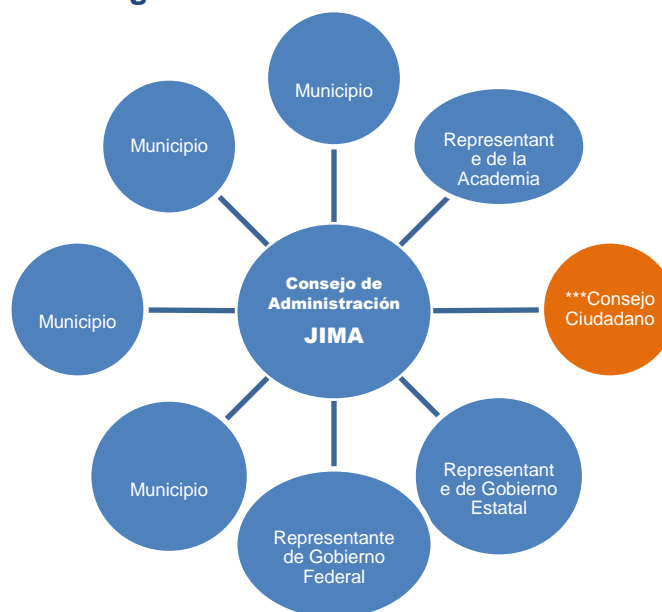 Municipio
Municipio
Representant
e de la
Academia
Consejo de
Administración
JIMA
***Consejo
Ciudadano
Municipio
Municipio
Representant
e de Gobierno
Estatal
Representante
de Gobierno
Federal